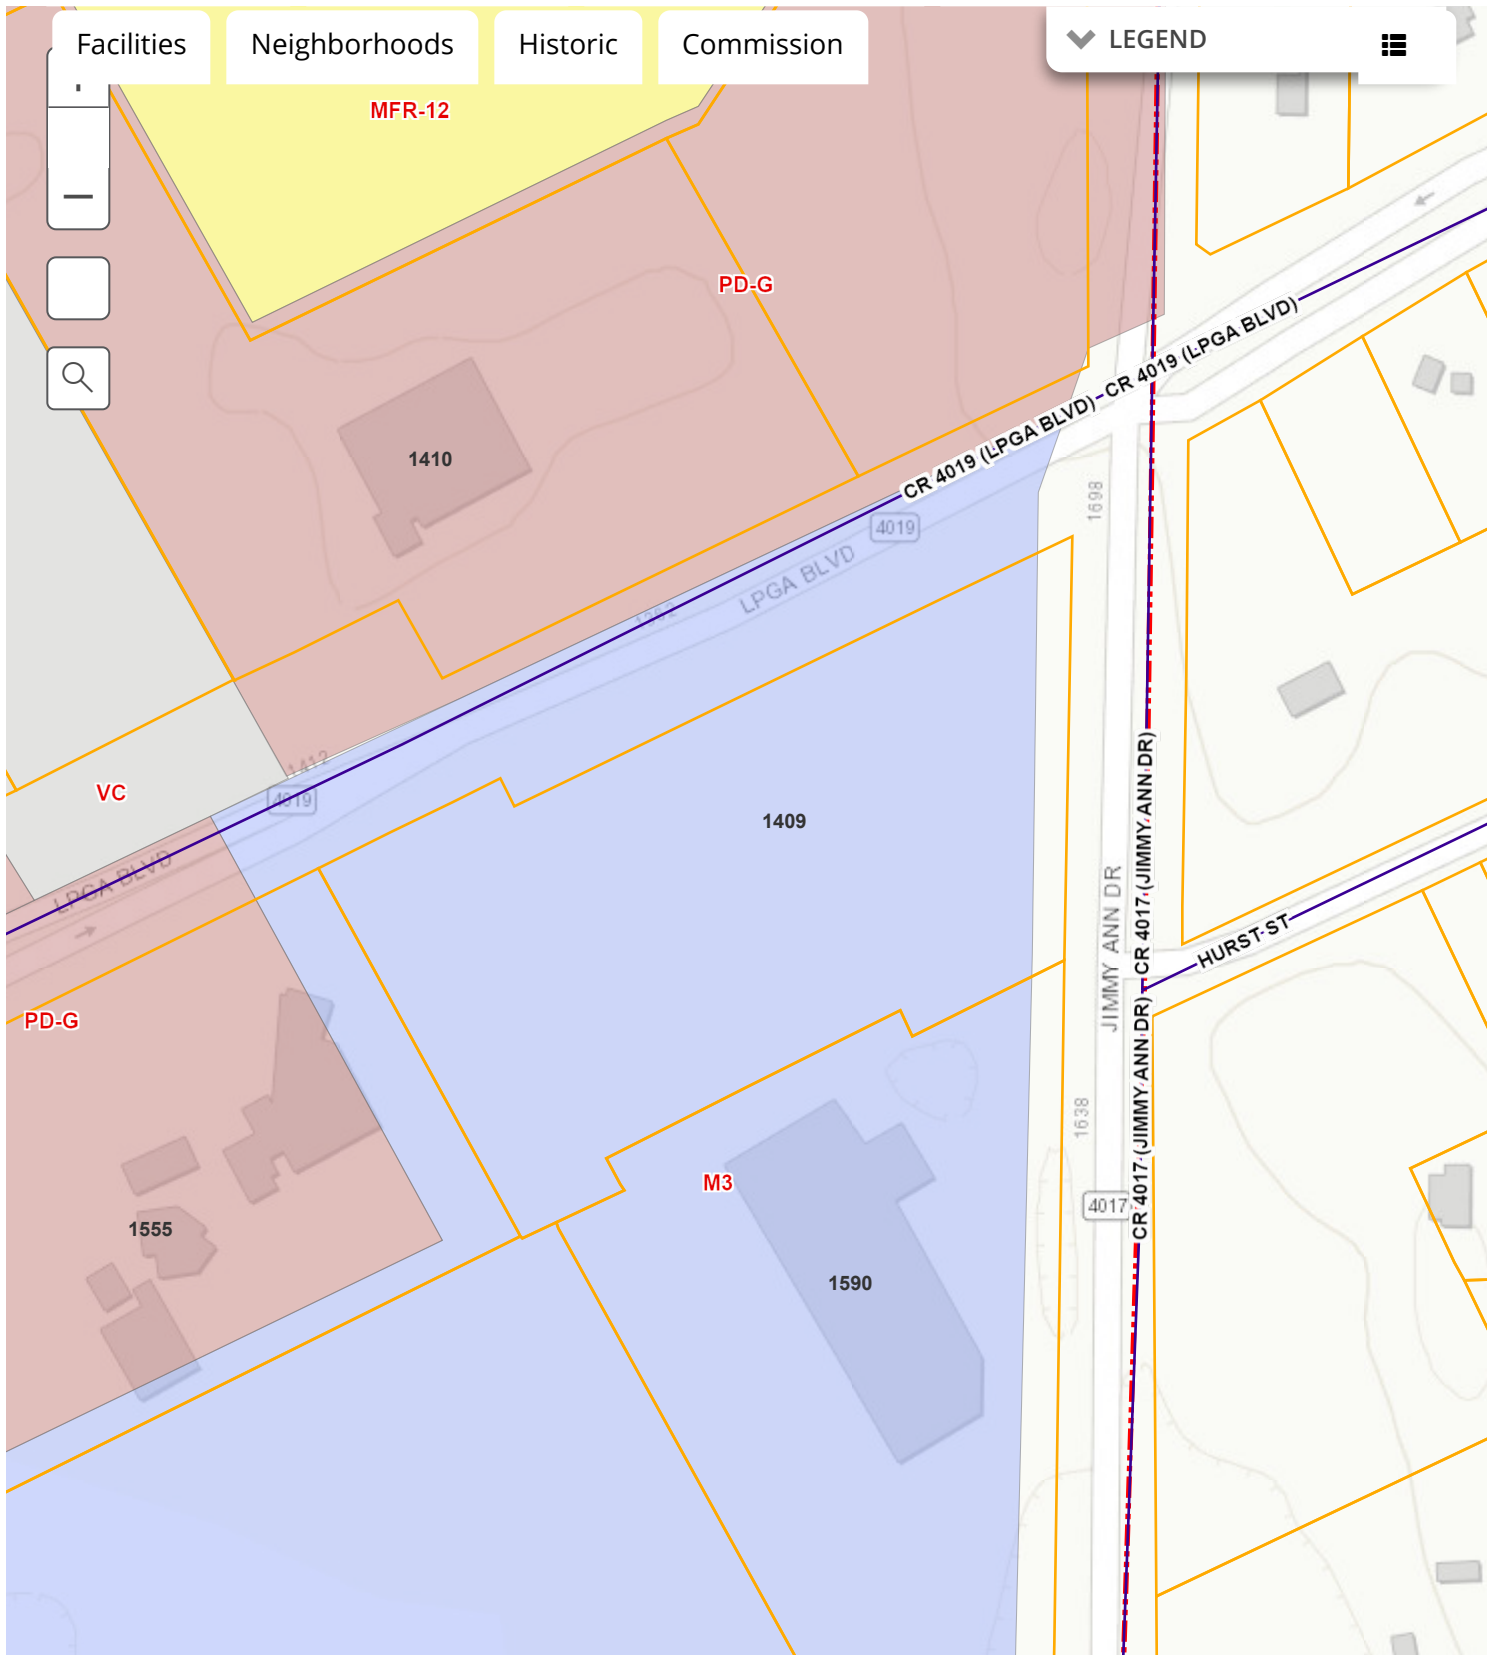 Facilities
Neighborhoods
Historic
Commission
LEGEND
+
−
MFR-12
PD-G
CR 4019 (LPGA BLVD)
CR 4019 (LPGA BLVD)
1410
1698
4019
LPGA BLVD
1412
4019
VC
1409
LPGA BLVD
CR 4017 (JIMMY ANN DR)
JIMMY ANN DR
HURST ST
PD-G
CR 4017 (JIMMY ANN DR)
1638
M3
4017
1555
1590